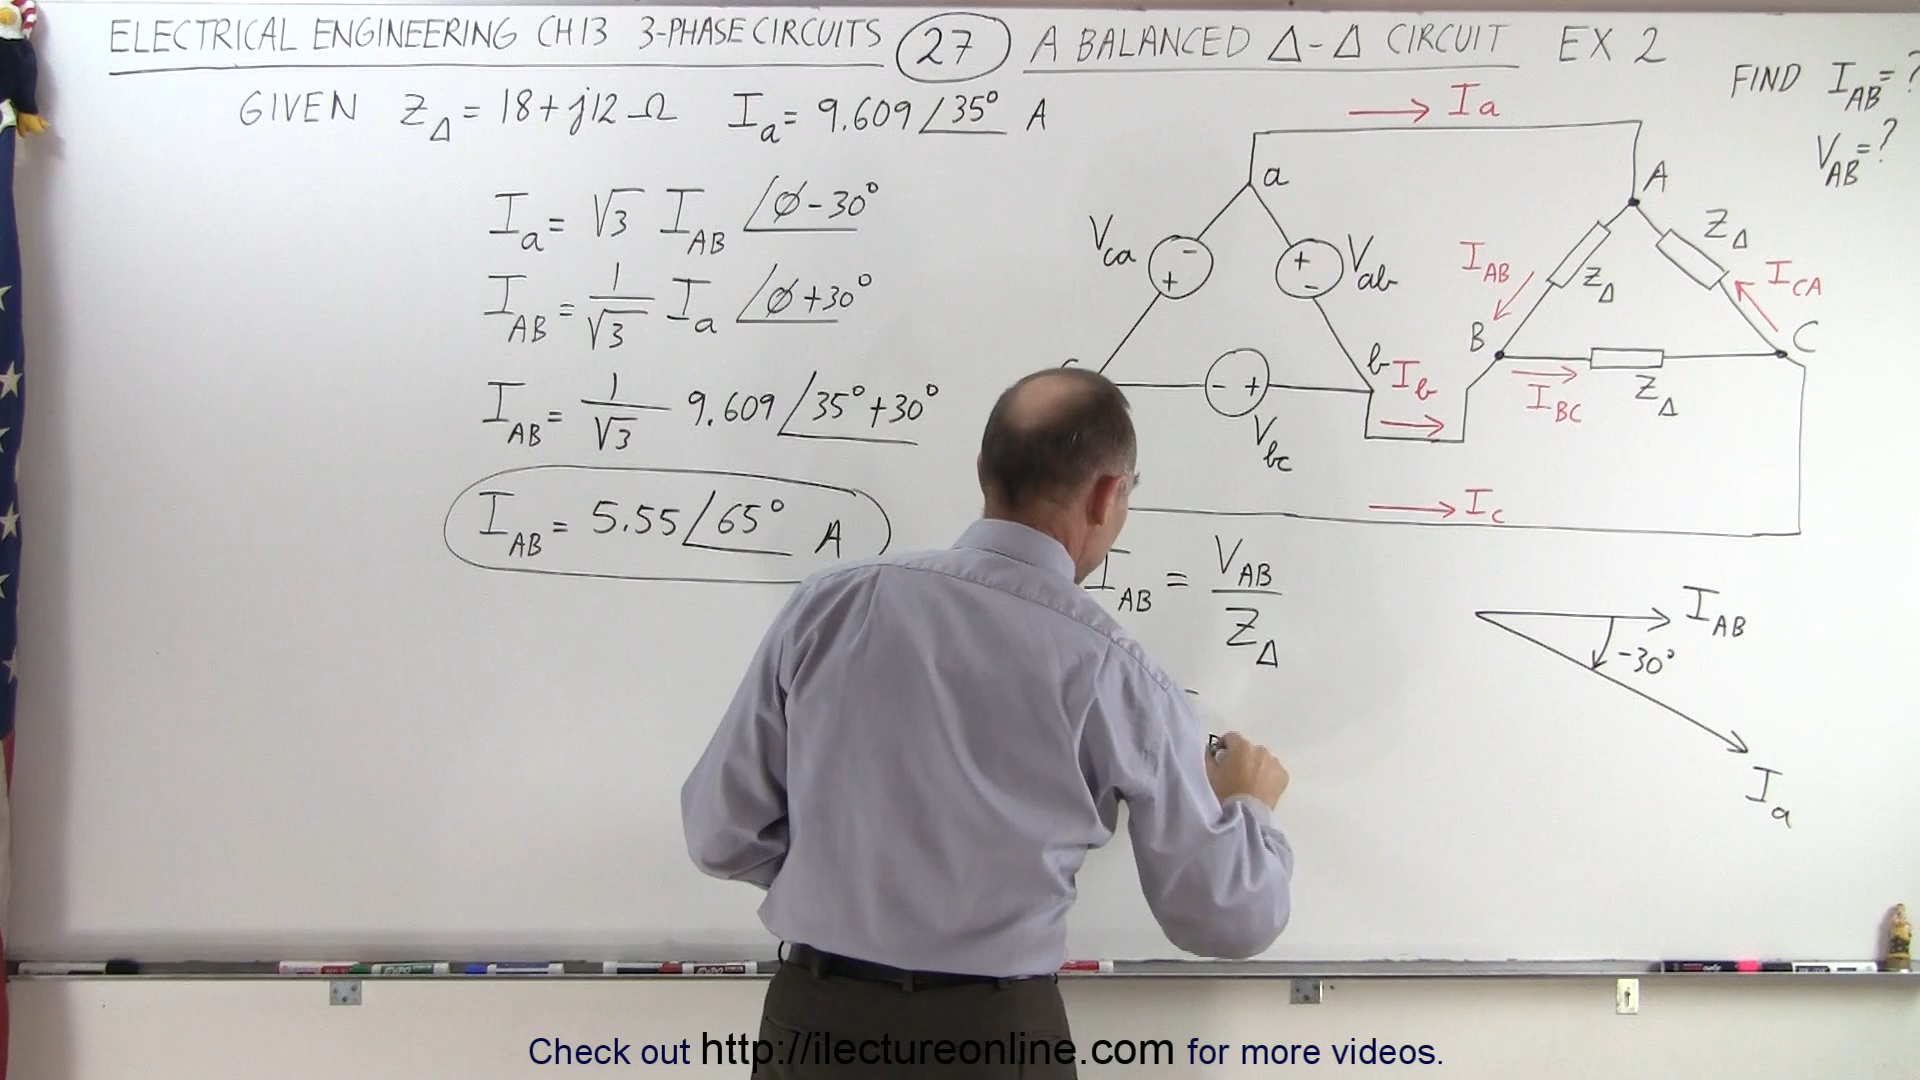 ELECTRICAL ENGINEERING CH13 3-PHASE CIRCUITS 27 A BALANCED Δ-Δ CIRCUIT EX 2
FIND I_AB = ?
V_AB = ?
GIVEN Z_Δ = 18 + j12 Ω I_a = 9.609 /35° A
I_a = √3 I_AB /ϕ-30°
I_AB = 1/√3 I_a /ϕ+30°
I_AB = 1/√3 9.609 /35°+30°
I_AB = 5.55 /65° A
I_a
a
A
V_ca
- +
+ -
V_ab
I_AB
Z_Δ
Z_Δ
I_CA
b
I_b
B
C
- +
V_bc
I_BC
Z_Δ
I_c
I_AB = V_AB / Z_Δ
I_AB
-30°
I_a
EXPO
EXPO
Check out http://ilectureonline.com for more videos.